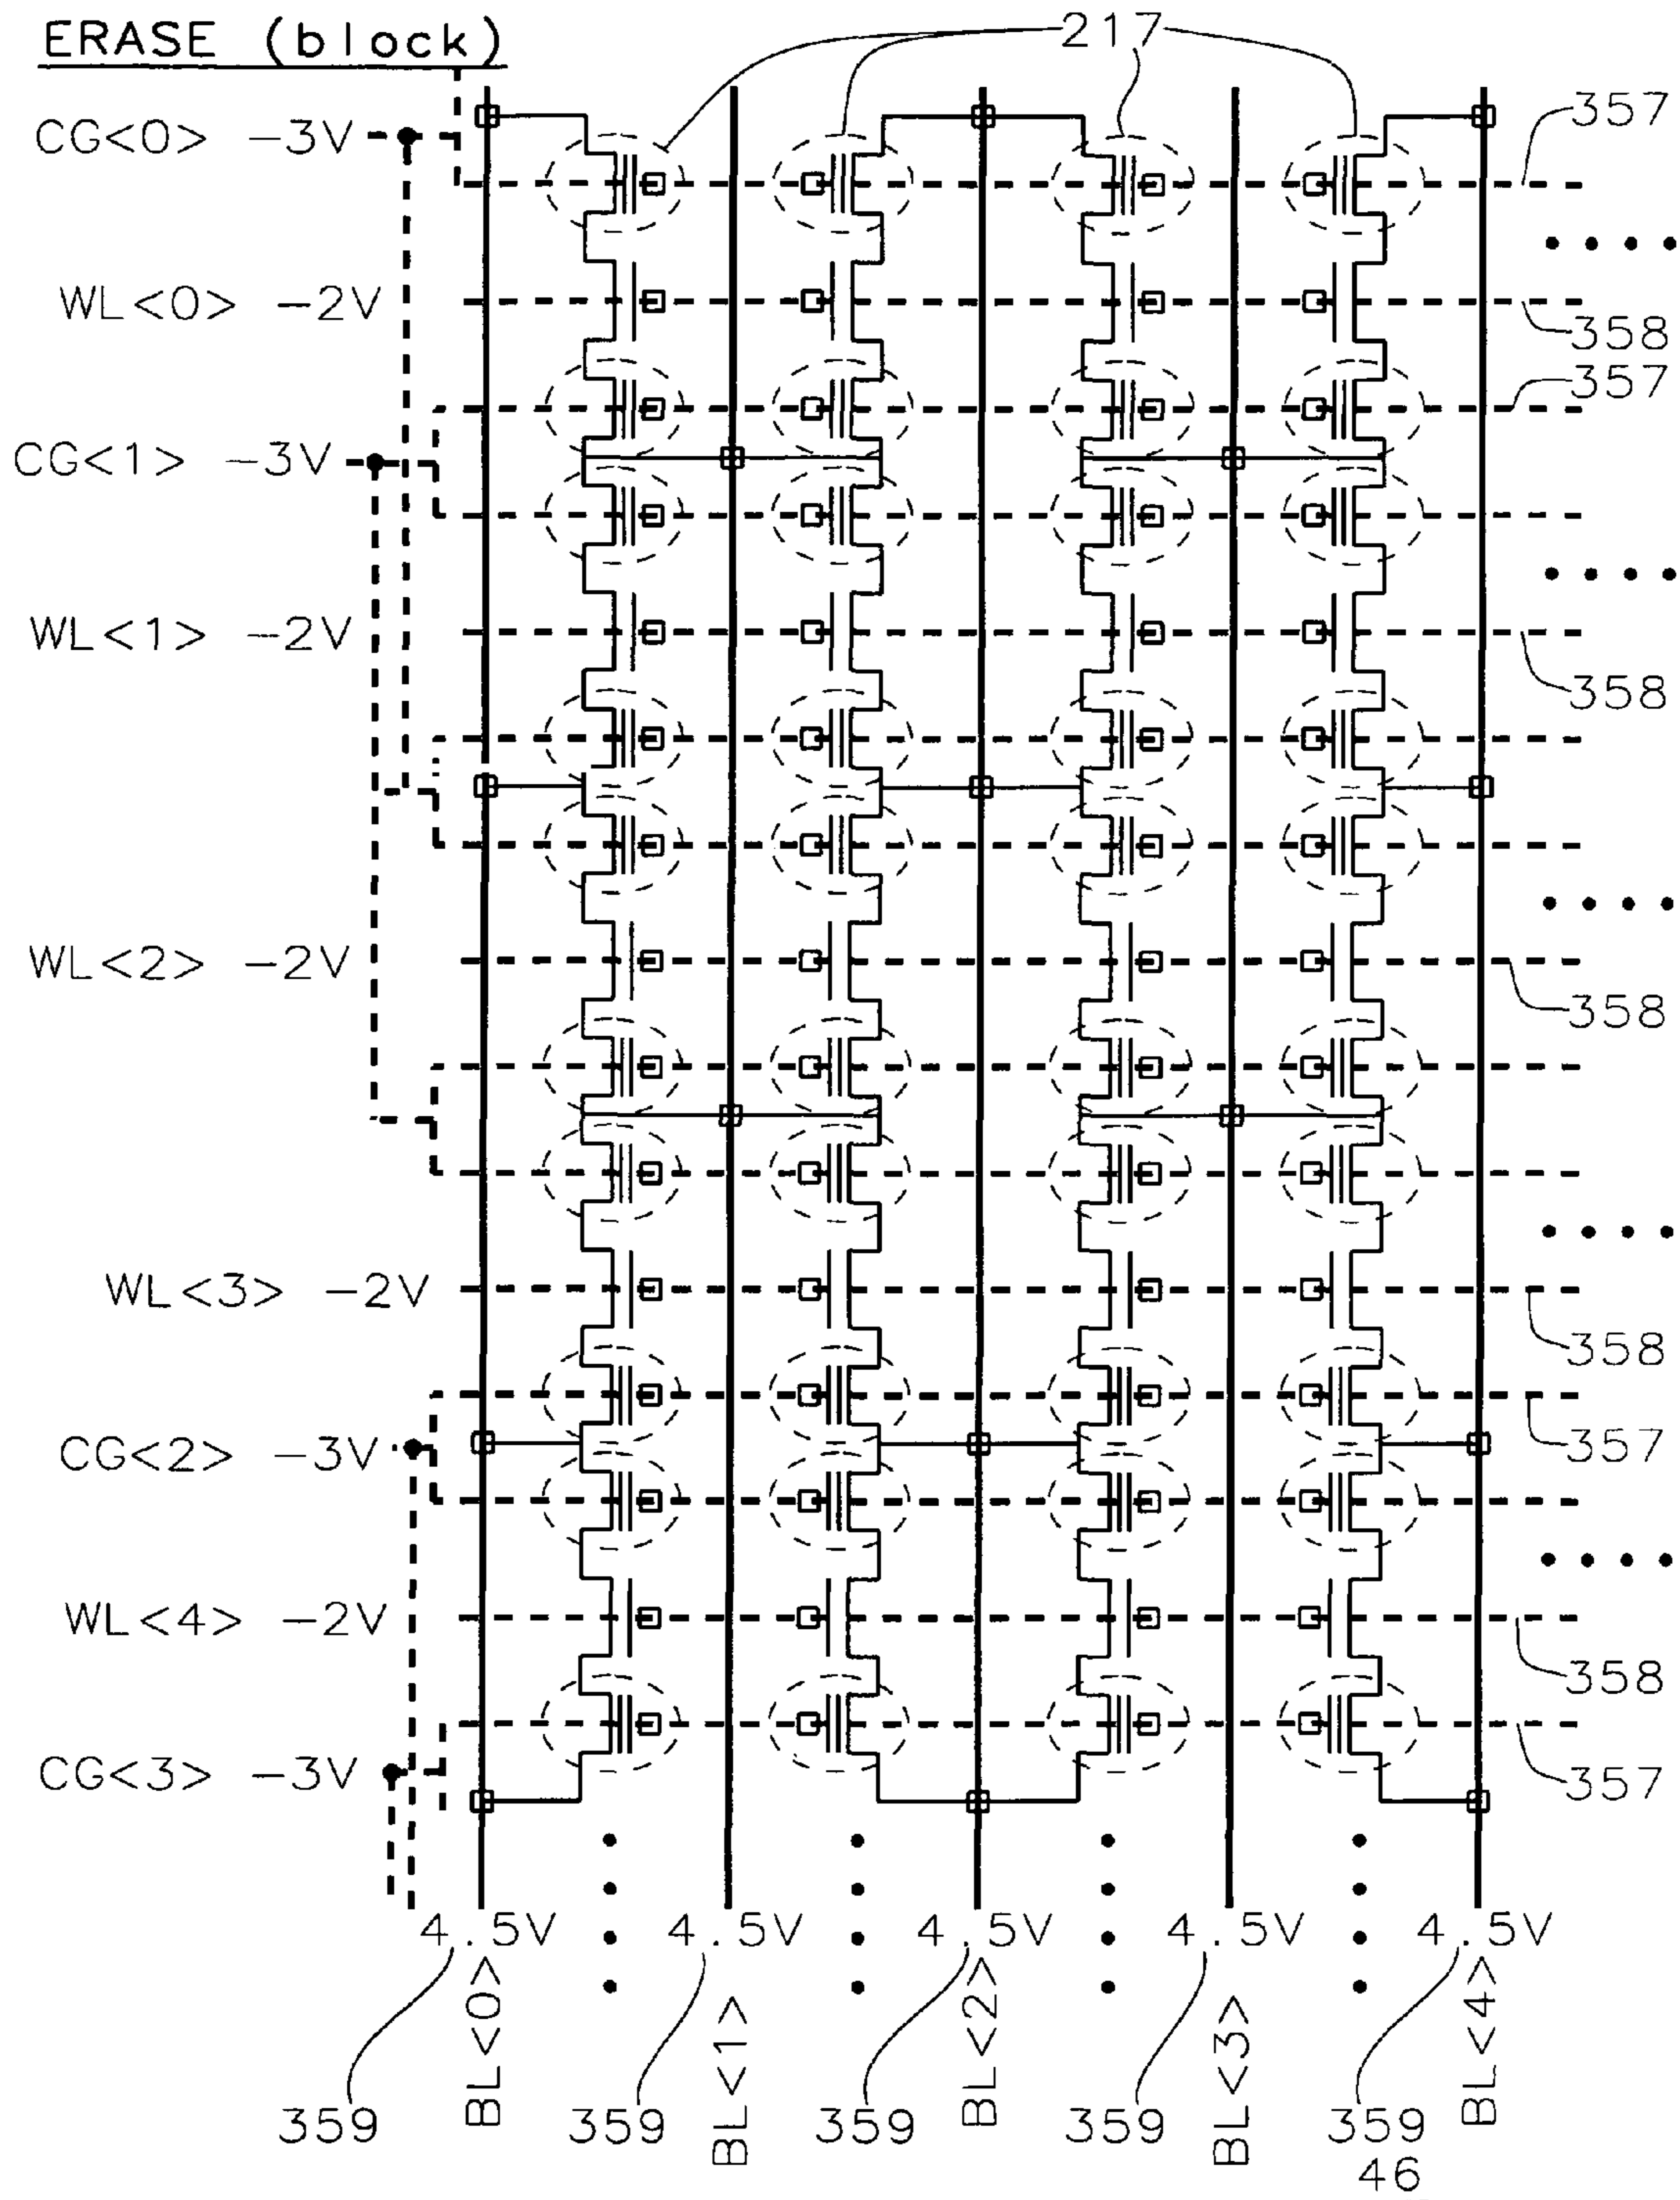 ERASE (block)
217
CG<0> -3V
357
WL<0> -2V
358
357
CG<1> -3V
WL<1> -2V
358
WL<2> -2V
358
WL<3> -2V
358
CG<2> -3V
357
WL<4> -2V
358
CG<3> -3V
357
4.5V
4.5V
4.5V
4.5V
4.5V
BL<0>
BL<1>
BL<2>
BL<3>
BL<4>
359
359
359
359
359
46